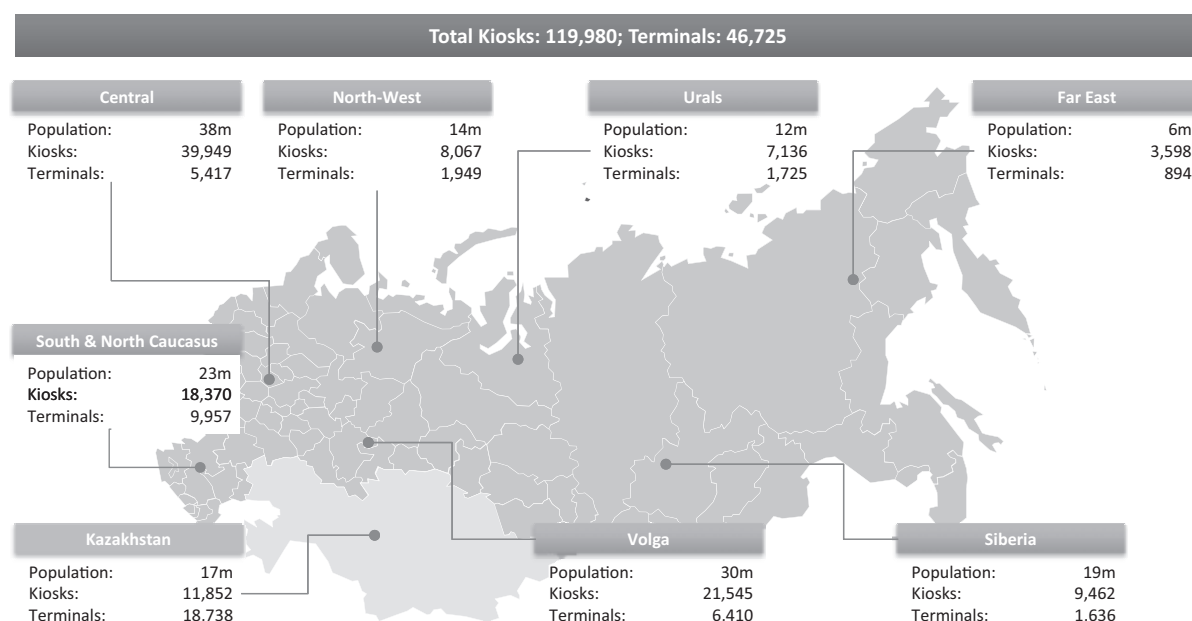 Total Kiosks: 119,980; Terminals: 46,725
Central
Population: 38m
Kiosks: 39,949
Terminals: 5,417
North-West
Population: 14m
Kiosks: 8,067
Terminals: 1,949
Urals
Population: 12m
Kiosks: 7,136
Terminals: 1,725
Far East
Population: 6m
Kiosks: 3,598
Terminals: 894
South & North Caucasus
Population: 23m
Kiosks: 18,370
Terminals: 9,957
Kazakhstan
Population: 17m
Kiosks: 11,852
Terminals: 18,738
Volga
Population: 30m
Kiosks: 21,545
Terminals: 6,410
Siberia
Population: 19m
Kiosks: 9,462
Terminals: 1,636